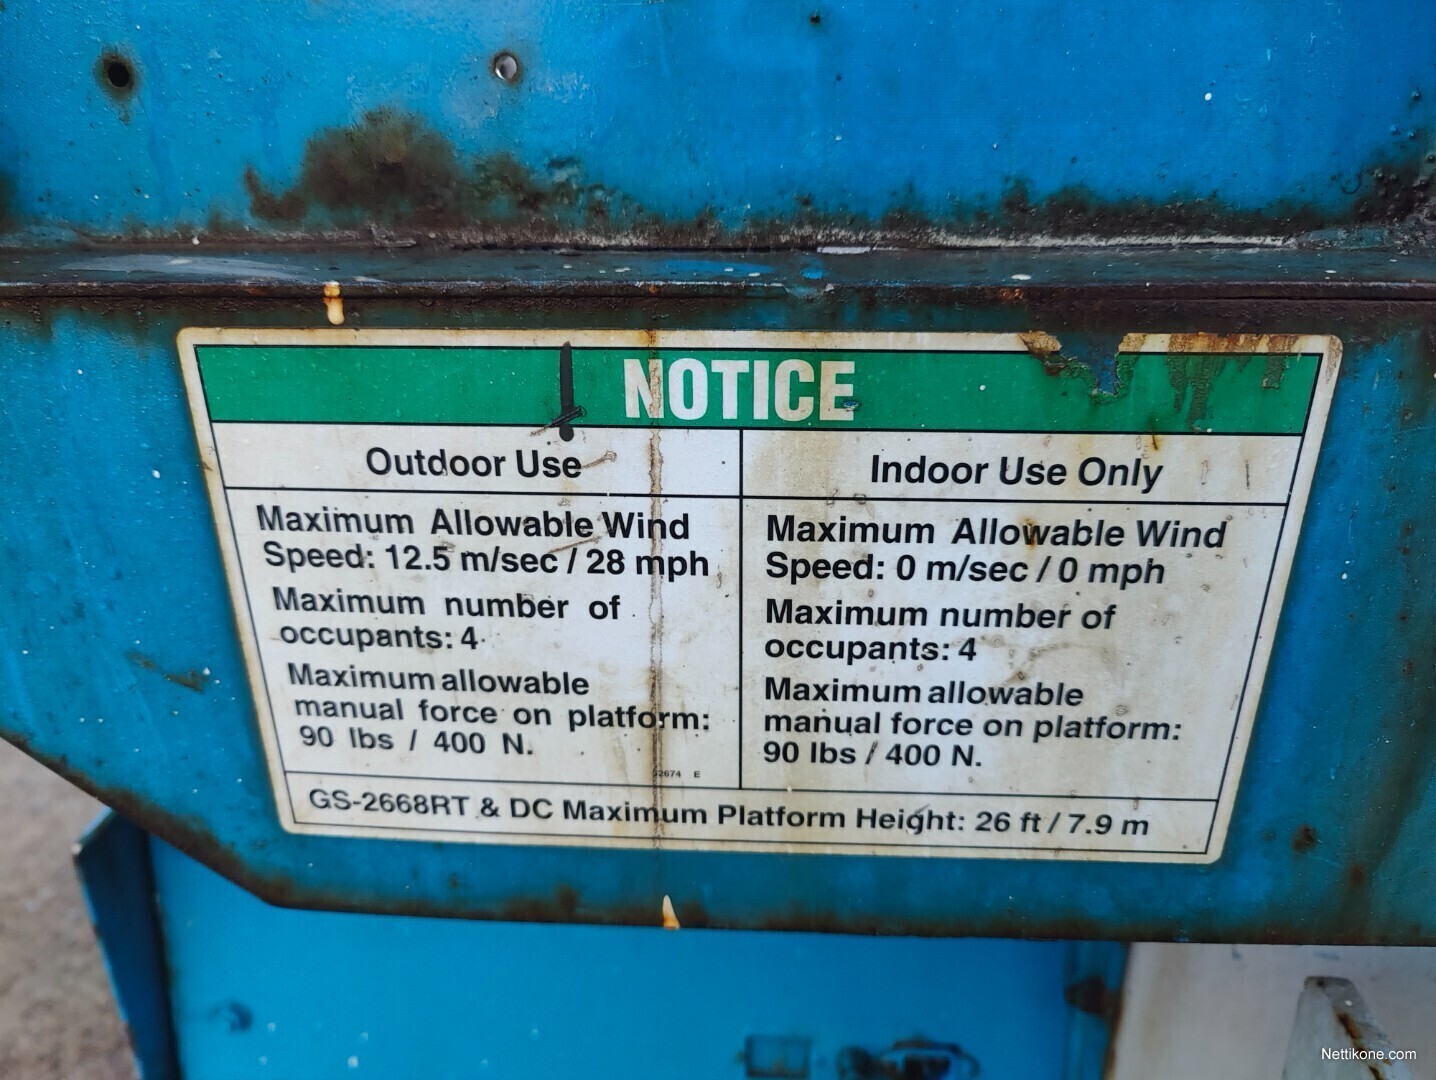 NOTICE
Outdoor Use
Maximum Allowable Wind
Speed: 12.5 m/sec / 28 mph
Maximum number of
occupants: 4
Maximum allowable
manual force on platform:
90 lbs / 400 N.
Indoor Use Only
Maximum Allowable Wind
Speed: 0 m/sec / 0 mph
Maximum number of
occupants: 4
Maximum allowable
manual force on platform:
90 lbs / 400 N.
E
GS-2668RT & DC Maximum Platform Height: 26 ft / 7.9 m
Nettikone.com